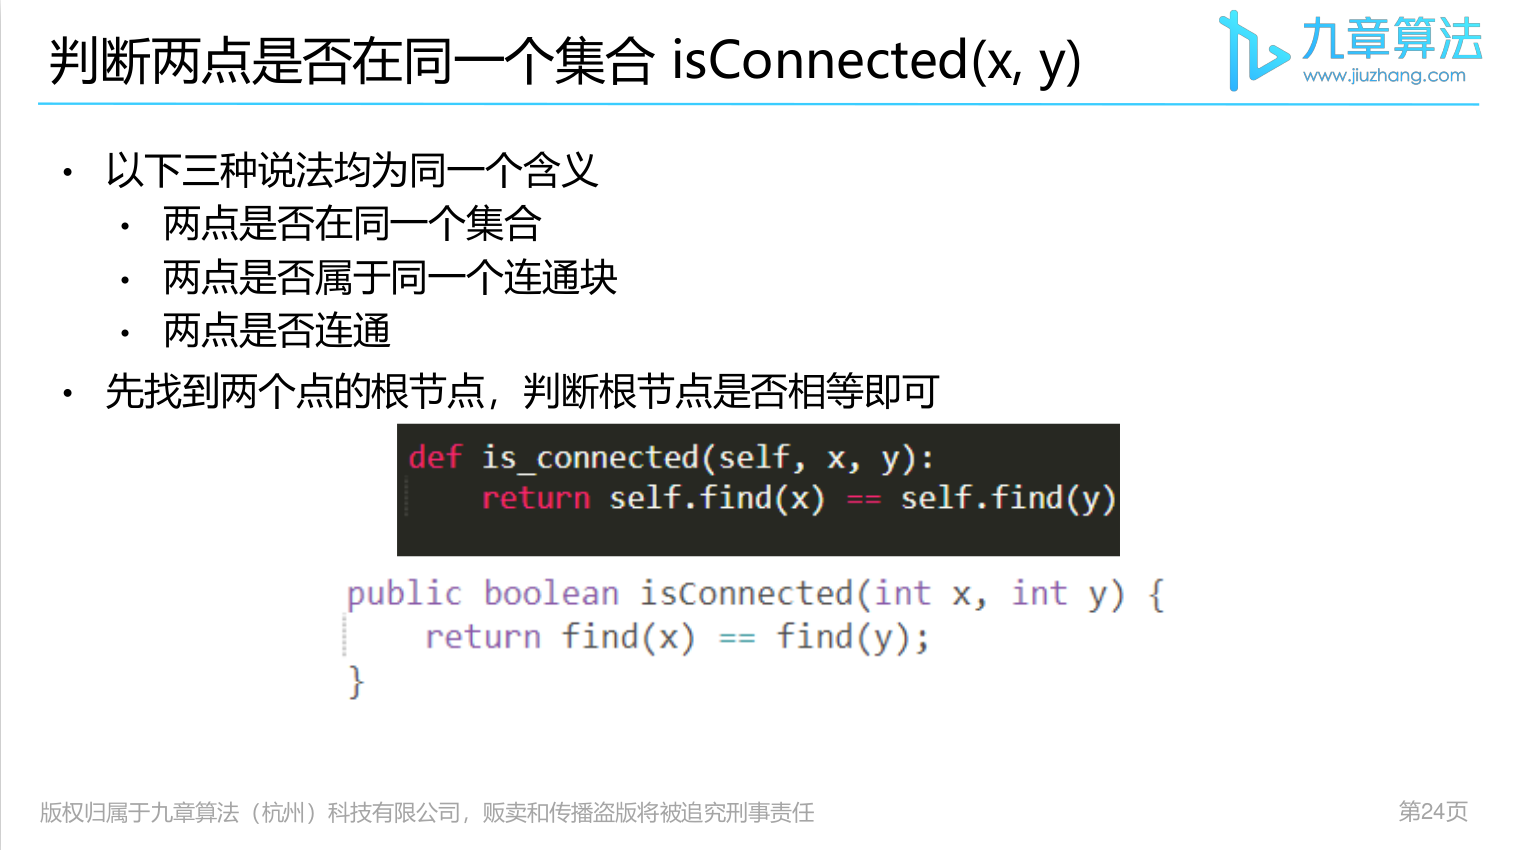 判断两点是否在同一个集合 isConnected(x, y)
九章算法
www.jiuzhang.com
• 以下三种说法均为同一个含义
• 两点是否在同一个集合
• 两点是否属于同一个连通块
• 两点是否连通
• 先找到两个点的根节点，判断根节点是否相等即可
def is_connected(self, x, y):
    return self.find(x) == self.find(y)
public boolean isConnected(int x, int y) {
    return find(x) == find(y);
}
版权归属于九章算法（杭州）科技有限公司，贩卖和传播盗版将被追究刑事责任
第24页